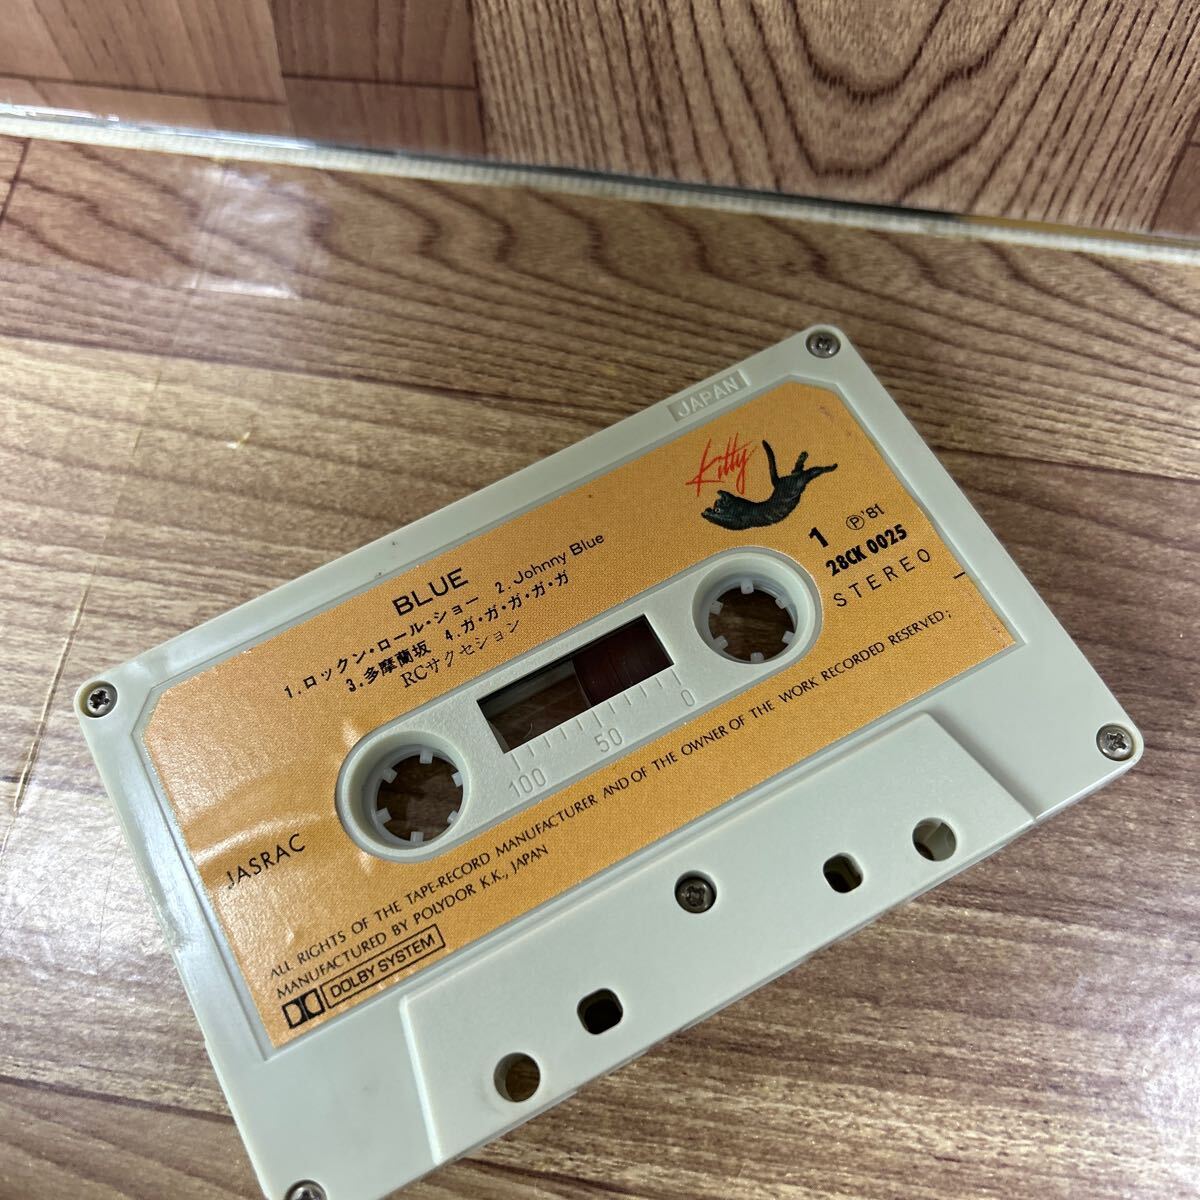 JAPAN
Kitty
BLUE
1.ロックン・ロール・ショー 2.Johnny Blue
3.多摩蘭坂 4.ガ・ガ・ガ・ガ・ガ
RCサクセション
1 Ⓟ'81
28CK 0025
STEREO
100 50 0
JASRAC
ALL RIGHTS OF THE TAPE-RECORD MANUFACTURER AND OF THE OWNER OF THE WORK RECORDED RESERVED;
MANUFACTURED BY POLYDOR K.K., JAPAN
DOLBY SYSTEM